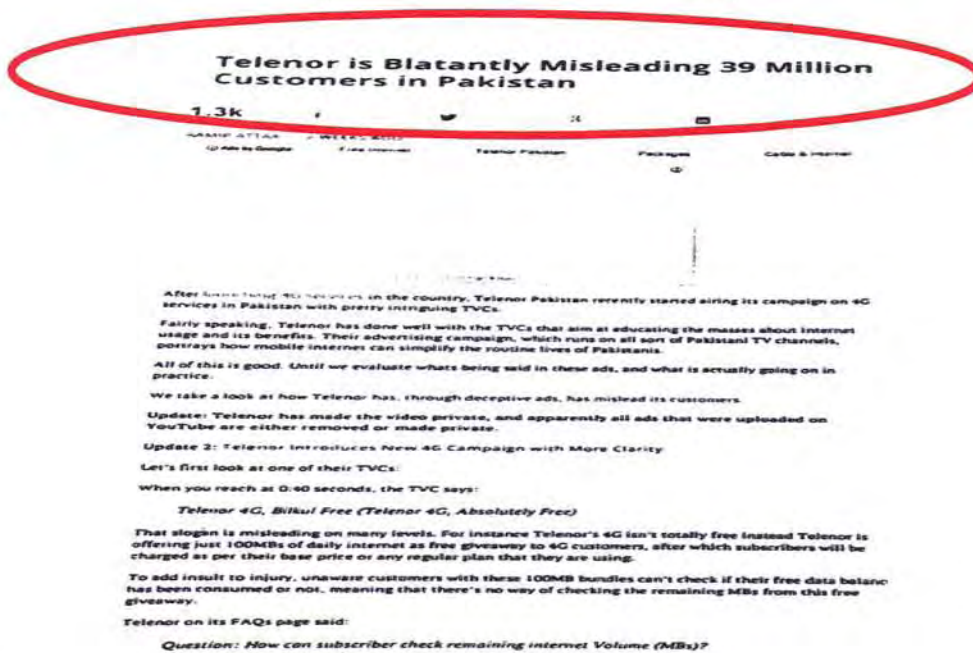 Telenor is Blatantly Misleading 39 Million
Customers in Pakistan
1.3k
Ads by Google Free Internet Telenor Pakistan Packages Cable & Internet
After in the country, Telenor Pakistan recently started airing its campaign on 4G
services in Pakistan with pretty intriguing TVCs.
Fairly speaking, Telenor has done well with the TVCs that aim at educating the masses about Internet
usage and its benefits. Their advertising campaign, which runs on all sort of Pakistani TV channels,
portrays how mobile internet can simplify the routine lives of Pakistanis.
All of this is good. Until we evaluate whats being said in these ads, and what is actually going on in
practice.
We take a look at how Telenor has, through deceptive ads, has mislead its customers.
Update: Telenor has made the video private, and apparently all ads that were uploaded on
YouTube are either removed or made private.
Update 2: Telenor Introduces New 4G Campaign with More Clarity
Let's first look at one of their TVCs:
When you reach at 0:40 seconds, the TVC says:
Telenor 4G, Bilkul Free (Telenor 4G, Absolutely Free)
That slogan is misleading on many levels. For instance Telenor's 4G isn't totally free instead Telenor is
offering just 100MBs of daily internet as free giveaway to 4G customers, after which subscribers will be
charged as per their base price or any regular plan that they are using.
To add insult to injury, unaware customers with these 100MB bundles can't check if their free data balanc
has been consumed or not, meaning that there's no way of checking the remaining MBs from this free
giveaway.
Telenor on its FAQs page said:
Question: How can subscriber check remaining internet Volume (MBs)?